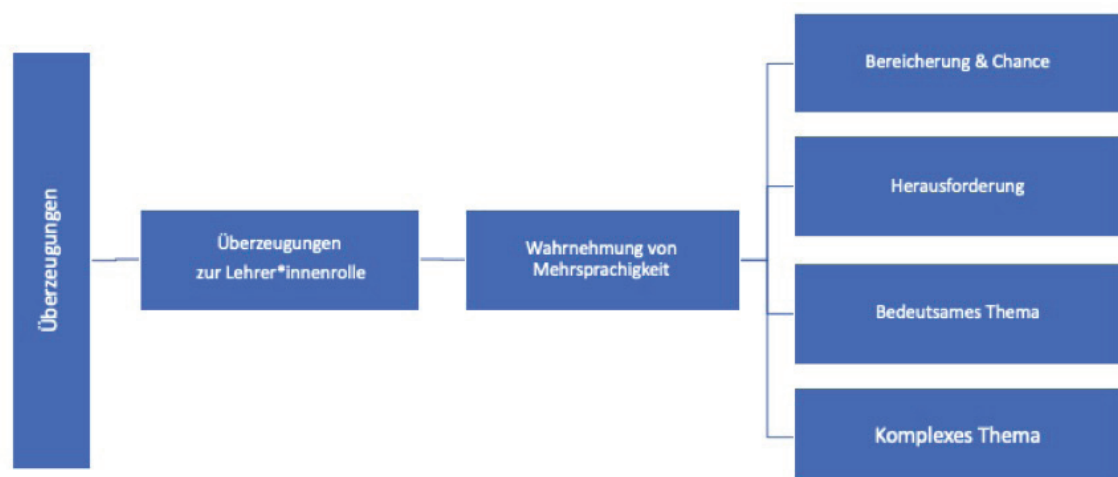 Überzeugungen
Überzeugungen
zur Lehrer*innenrolle
Wahrnehmung von
Mehrsprachigkeit
Bereicherung & Chance
Herausforderung
Bedeutsames Thema
Komplexes Thema